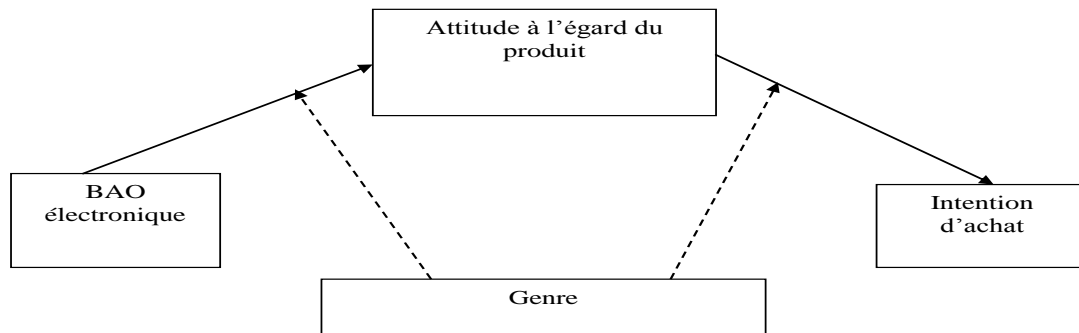 Attitude à l’égard du
produit
BAO
électronique
Intention
d’achat
Genre